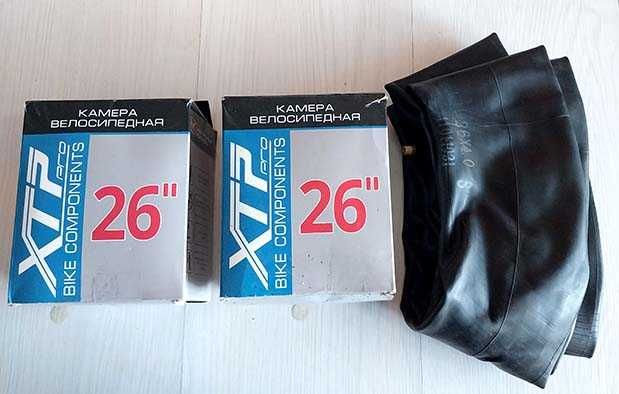 КАМЕРА
ВЕЛОСИПЕДНАЯ
XTP pro
BIKE COMPONENTS
26"
КАМЕРА
ВЕЛОСИПЕДНАЯ
XTP pro
BIKE COMPONENTS
26"